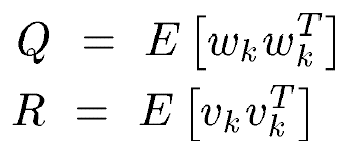 Q = E[w_k w_k^T]
R = E[v_k v_k^T]